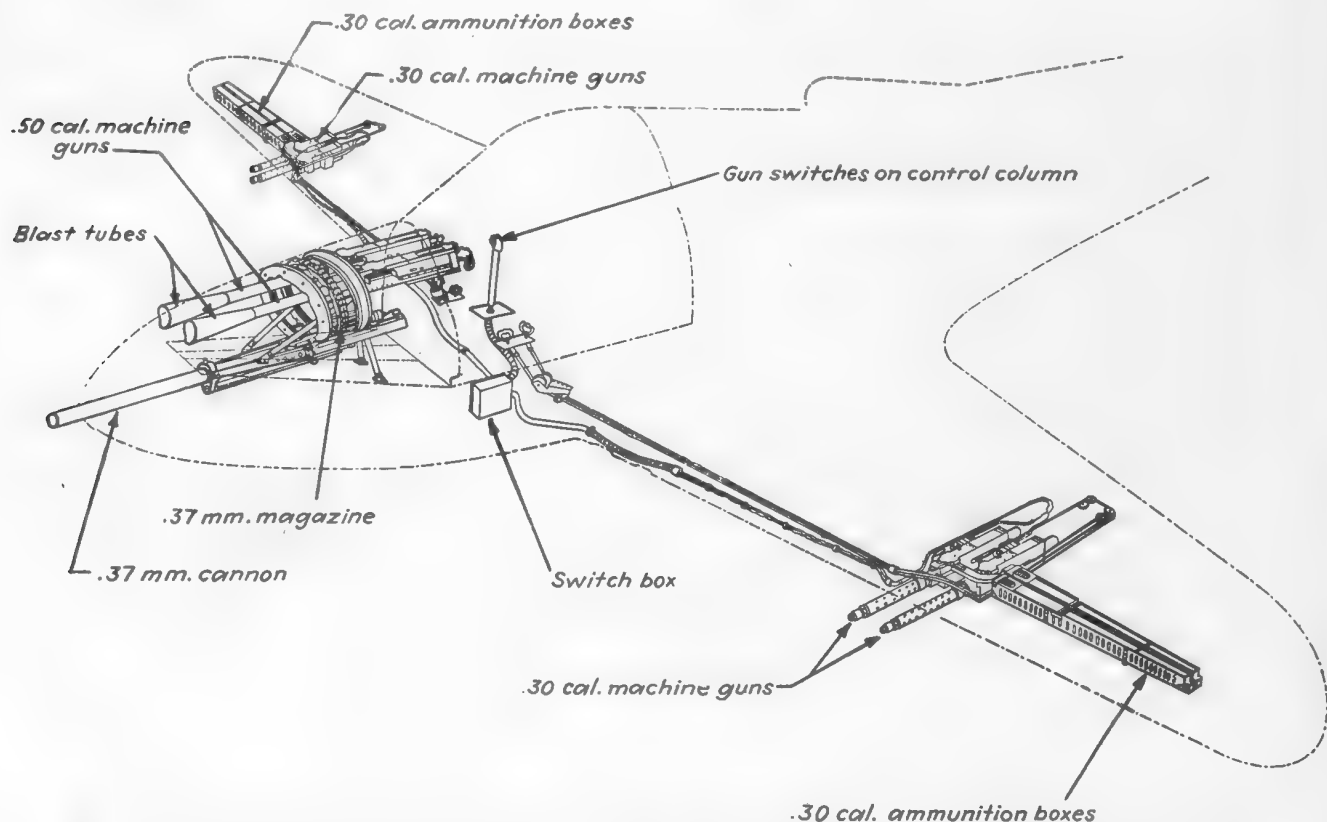 .30 cal. ammunition boxes
.30 cal. machine guns
.50 cal. machine
guns
Gun switches on control column
Blast tubes
.37 mm. magazine
.37 mm. cannon
Switch box
.30 cal. machine guns
.30 cal. ammunition boxes